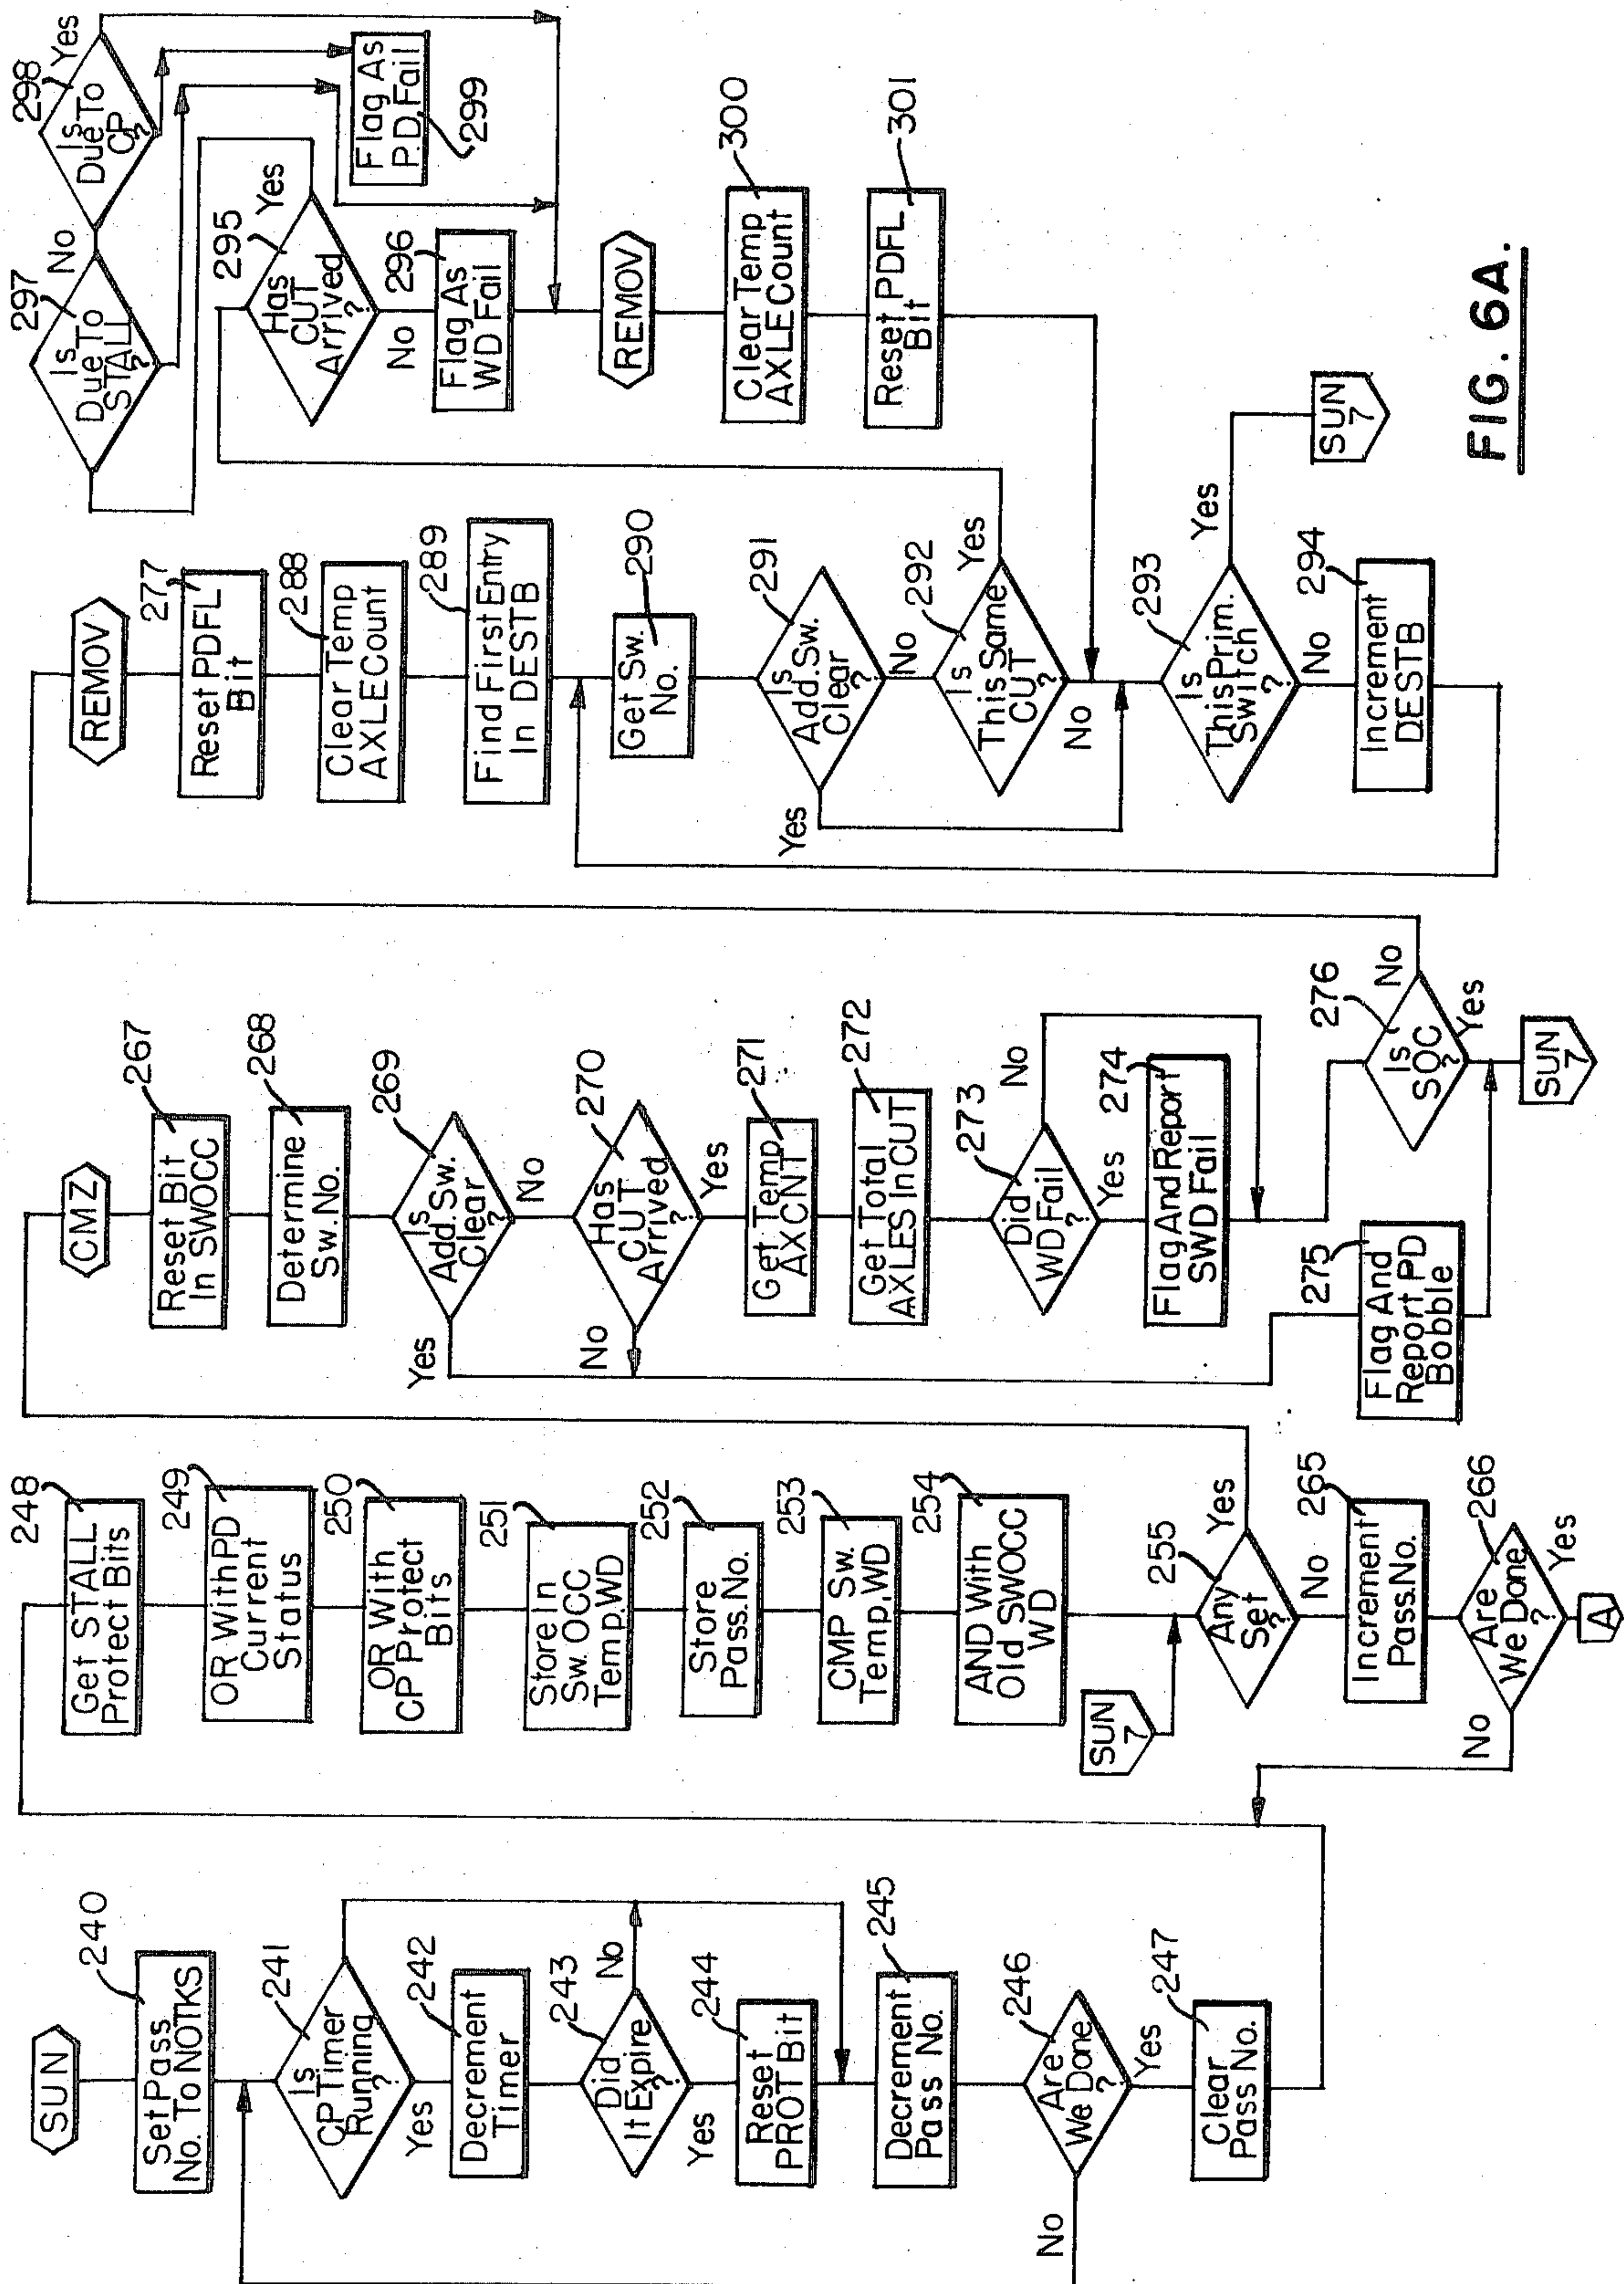 SUN
240
Set Pass
No. To NOTKS
241
Is
CP Timer
Running
?
Yes
242
Decrement
Timer
243
Did
It Expire
?
No
Yes
244
Reset
PROT Bit
245
Decrement
Pass No.
246
Are
We Done
?
No
Yes
247
Clear
Pass No.
248
Get STALL
Protect Bits
249
OR With PD
Current
Status
250
OR With
CP Protect
Bits
251
Store In
Sw. OCC
Temp. WD
252
Store
Pass. No.
253
CMP Sw.
Temp. WD
254
AND With
Old SWOCC
WD
SUN
7
255
Any
Set
?
Yes
No
265
Increment
Pass. No.
266
Are
We Done
?
No
Yes
A
CMZ
267
Reset Bit
In SWOCC
268
Determine
Sw. No.
269
Is
Add. Sw.
Clear
?
Yes
No
270
Has
CUT
Arrived
?
No
Yes
271
Get Temp
AXCNT
272
Get Total
AXLES In CUT
273
Did
WD Fail
?
No
Yes
274
Flag And Report
SWD Fail
275
Flag And
Report PD
Bobble
276
Is
SOC
?
No
Yes
SUN
7
REMOV
277
Reset PDFL
Bit
288
Clear Temp
AXLECount
289
Find First Entry
In DESTB
290
Get Sw.
No.
291
Is
Add. Sw.
Clear
?
Yes
No
292
Is
This Same
CUT
?
Yes
No
293
Is
This Prim.
Switch
?
Yes
No
SUN
7
294
Increment
DESTB
297
Is
Due To
STALL
?
No
298
Is
Due To
CP
?
Yes
295
Has
CUT
Arrived
?
Yes
No
296
Flag As
WD Fail
Flag As
P.D. Fail
299
REMOV
300
Clear Temp
AXLECount
301
Reset PDFL
Bit
FIG. 6A.